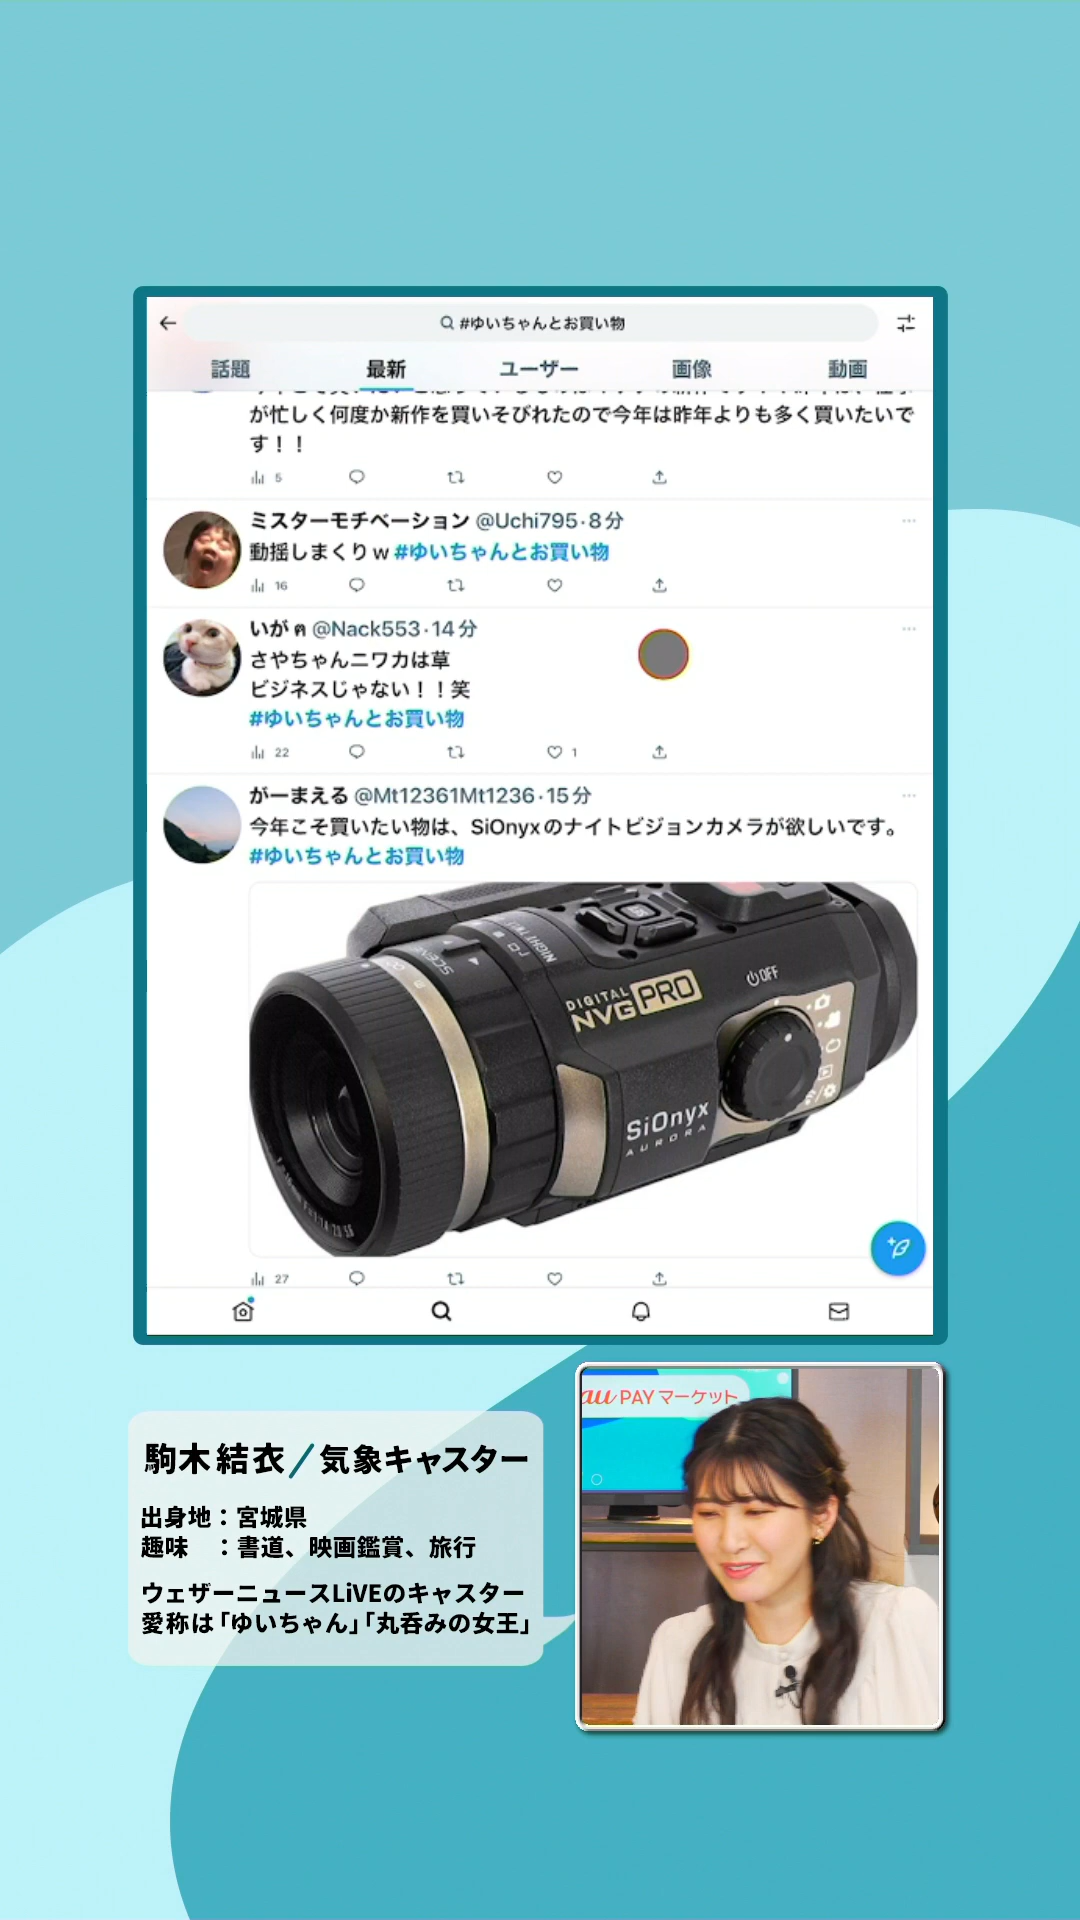 #ゆいちゃんとお買い物
話題 最新 ユーザー 画像 動画
が忙しく何度か新作を買いそびれたので今年は昨年よりも多く買いたいで
す！！
5
ミスターモチベーション @Uchi795·8分
動揺しまくりｗ #ゆいちゃんとお買い物
16
いが ฅ @Nack553·14分
さやちゃんニワカは草
ビジネスじゃない！！笑
#ゆいちゃんとお買い物
22 1
がーまえる @Mt12361Mt1236·15分
今年こそ買いたい物は、SiOnyxのナイトビジョンカメラが欲しいです。
#ゆいちゃんとお買い物
SCENE
NIGHT
DIGITAL
NVG PRO
OFF
SiOnyx
AURORA
27
au PAY マーケット
駒木結衣／気象キャスター
出身地：宮城県
趣味　：書道、映画鑑賞、旅行
ウェザーニュースLiVEのキャスター
愛称は「ゆいちゃん」「丸呑みの女王」